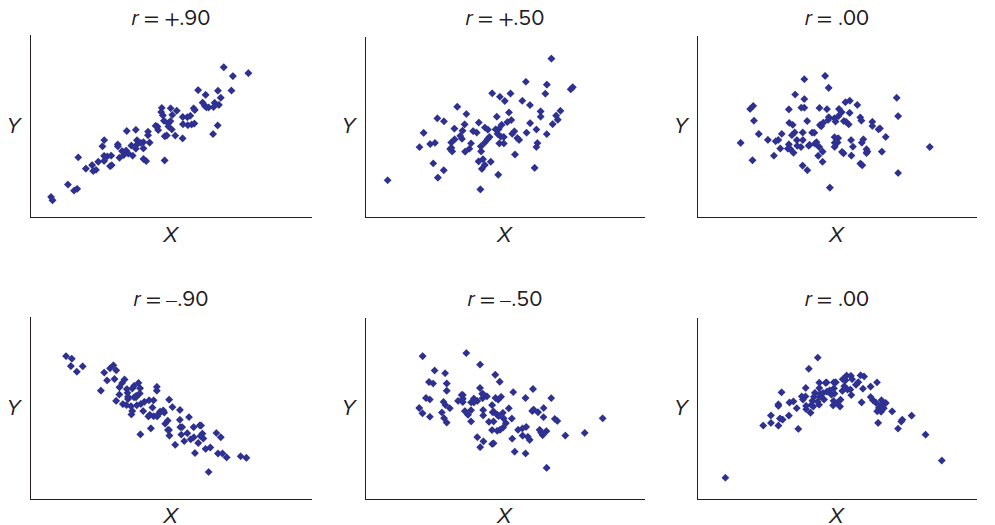 r = +.90
r = +.50
r = .00
Y
Y
Y
X
X
X
r = –.90
r = –.50
r = .00
Y
Y
Y
X
X
X